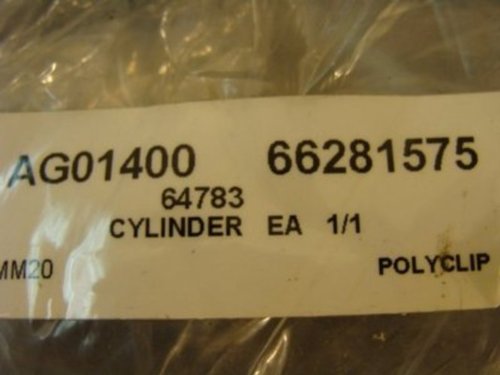 AG01400 66281575
64783
CYLINDER EA 1/1
MM20 POLYCLIP